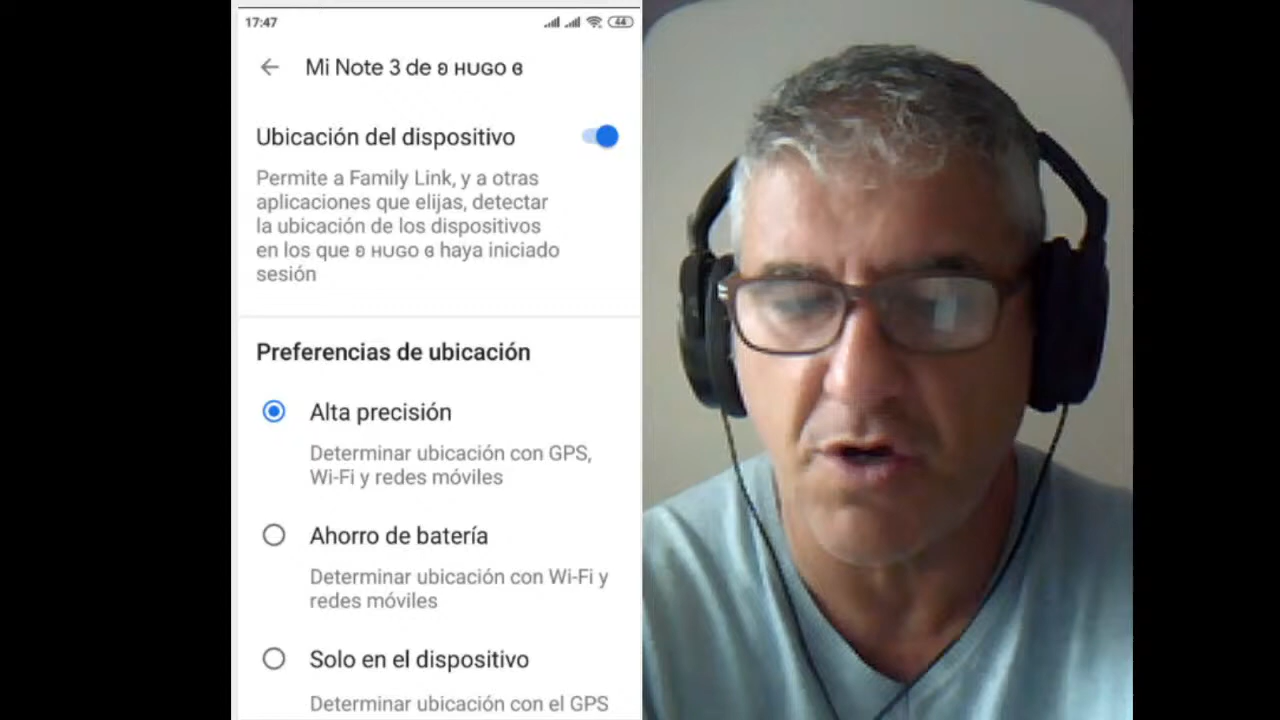 17:47
44
Mi Note 3 de ʚ ʜᴜɢᴏ ɞ
Ubicación del dispositivo
Permite a Family Link, y a otras
aplicaciones que elijas, detectar
la ubicación de los dispositivos
en los que ʚ ʜᴜɢᴏ ɞ haya iniciado
sesión
Preferencias de ubicación
Alta precisión
Determinar ubicación con GPS,
Wi-Fi y redes móviles
Ahorro de batería
Determinar ubicación con Wi-Fi y
redes móviles
Solo en el dispositivo
Determinar ubicación con el GPS